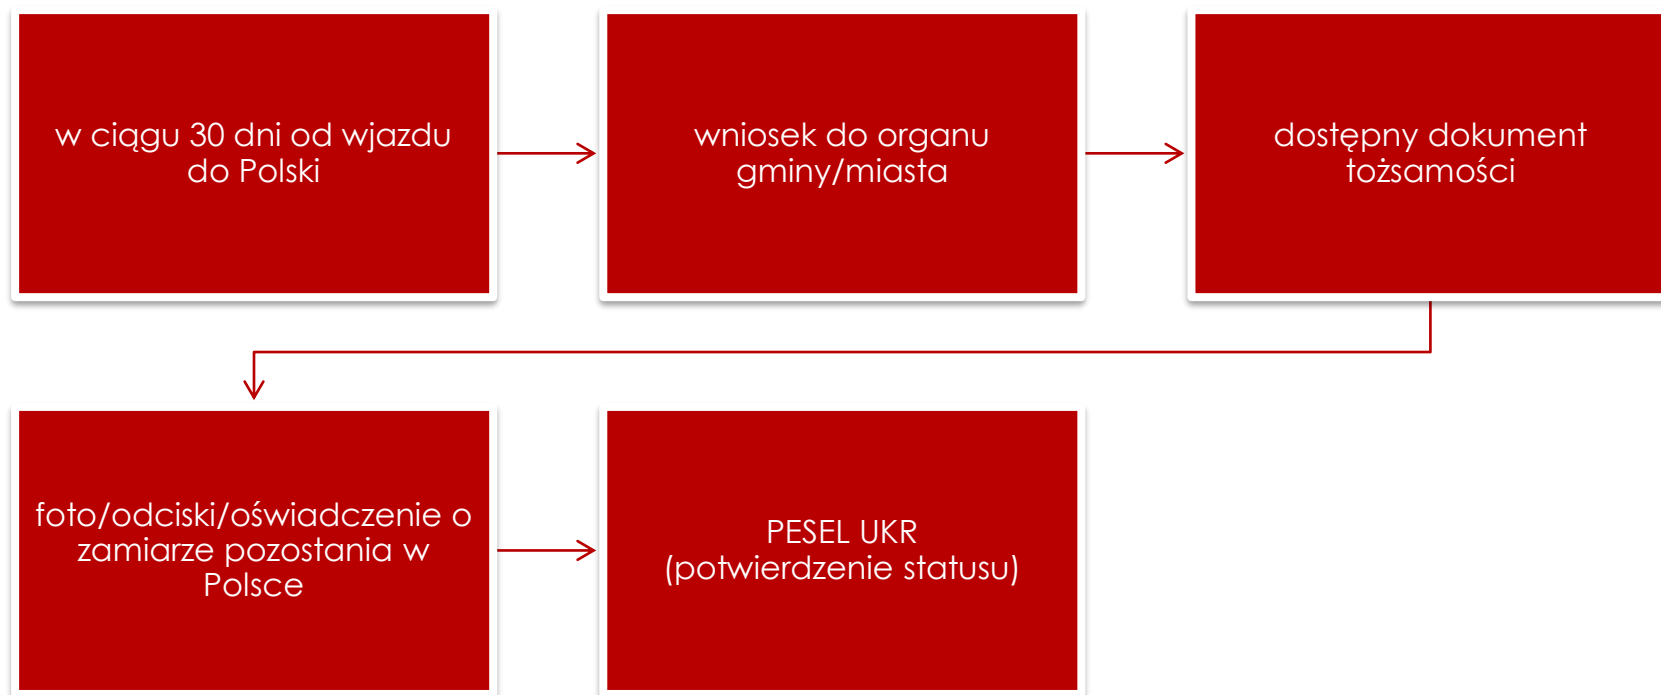 w ciągu 30 dni od wjazdu
do Polski
wniosek do organu
gminy/miasta
dostępny dokument
tożsamości
foto/odciski/oświadczenie o
zamiarze pozostania w
Polsce
PESEL UKR
(potwierdzenie statusu)